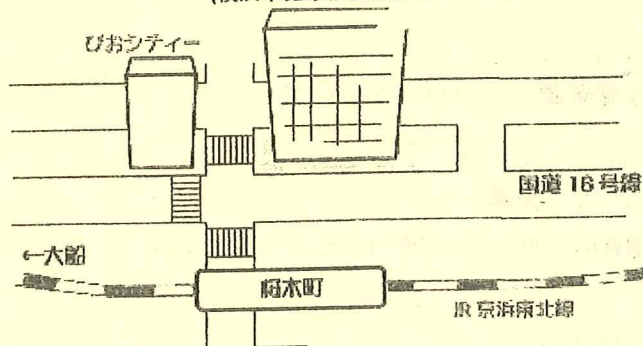 ぴおシティー
国道16号線
←大船
桜木町
JR 京浜東北線